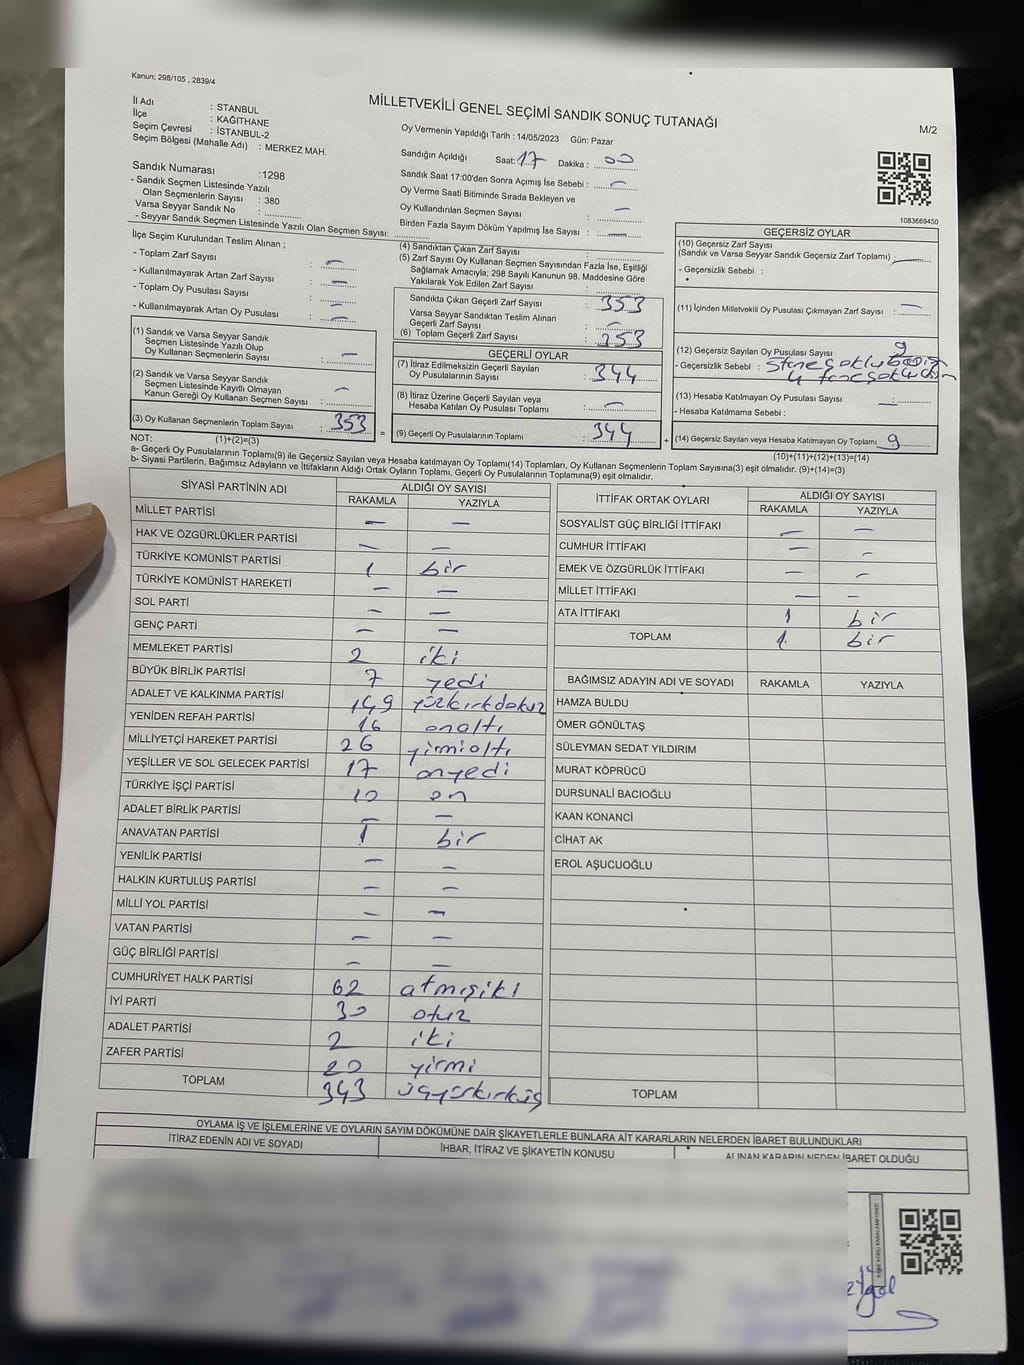 Kanun; 298/105 , 2839/4
MİLLETVEKİLİ GENEL SEÇİMİ SANDIK SONUÇ TUTANAĞI
M/2
İl Adı : STANBUL
İlçe : KAĞITHANE
Seçim Çevresi : İSTANBUL-2
Seçim Bölgesi (Mahalle Adı) : MERKEZ MAH.
Sandık Numarası :1298
- Sandık Seçmen Listesinde Yazılı
Olan Seçmenlerin Sayısı : 380
Varsa Seyyar Sandık No : ............
- Seyyar Sandık Seçmen Listesinde Yazılı Olan Seçmen Sayısı: ............
Oy Vermenin Yapıldığı Tarih : 14/05/2023 Gün: Pazar
Sandığın Açıldığı Saat: 17 Dakika : 00
Sandık Saat 17:00'den Sonra Açımış İse Sebebi : —
Oy Verme Saati Bitiminde Sırada Bekleyen ve
Oy Kullandırılan Seçmen Sayısı : —
Birden Fazla Sayım Döküm Yapılmış İse Sayısı : —
1083669450
İlçe Seçim Kurulundan Teslim Alınan ;
- Toplam Zarf Sayısı : —
- Kullanılmayarak Artan Zarf Sayısı : —
- Toplam Oy Pusulası Sayısı : —
- Kullanılmayarak Artan Oy Pusulası : —
(1) Sandık ve Varsa Seyyar Sandık
Seçmen Listesinde Yazılı Olup
Oy Kullanan Seçmenlerin Sayısı : —
(2) Sandık ve Varsa Seyyar Sandık
Seçmen Listesinde Kayıtlı Olmayan
Kanun Gereği Oy Kullanan Seçmen Sayısı : —
(3) Oy Kullanan Seçmenlerin Toplam Sayısı : 353
(4) Sandıktan Çıkan Zarf Sayısı :
(5) Zarf Sayısı Oy Kullanan Seçmen Sayısından Fazla İse, Eşitliği
Sağlamak Amacıyla; 298 Sayılı Kanunun 98. Maddesine Göre
Yakılarak Yok Edilen Zarf Sayısı :
Sandıkta Çıkan Geçerli Zarf Sayısı : 353
Varsa Seyyar Sandıktan Teslim Alınan
Geçerli Zarf Sayısı : —
(6) Toplam Geçerli Zarf Sayısı : 353
GEÇERLİ OYLAR
(7) İtiraz Edilmeksizin Geçerli Sayılan
Oy Pusulalarının Sayısı : 344
(8) İtiraz Üzerine Geçerli Sayılan veya
Hesaba Katılan Oy Pusulası Toplamı : —
= (9) Geçerli Oy Pusulalarının Toplamı : 344
GEÇERSİZ OYLAR
(10) Geçersiz Zarf Sayısı
(Sandık ve Varsa Seyyar Sandık Geçersiz Zarf Toplamı) : —
- Geçersizlik Sebebi :
(11) İçinden Milletvekili Oy Pusulası Çıkmayan Zarf Sayısı : —
(12) Geçersiz Sayılan Oy Pusulası Sayısı : 9
- Geçersizlik Sebebi :
(13) Hesaba Katılmayan Oy Pusulası Sayısı : —
- Hesaba Katılmama Sebebi :
+ (14) Geçersiz Sayılan veya Hesaba Katılmayan Oy Toplamı : 9
NOT: (1)+(2)=(3)
(10)+(11)+(12)+(13)=(14)
a- Geçerli Oy Pusulalarının Toplamı(9) ile Geçersiz Sayılan veya Hesaba katılmayan Oy Toplamı(14) Toplamları, Oy Kullanan Seçmenlerin Toplam Sayısına(3) eşit olmalıdır. (9)+(14)=(3)
b- Siyasi Partilerin, Bağımsız Adayların ve İttifakların Aldığı Ortak Oyların Toplamı, Geçerli Oy Pusulalarının Toplamına(9) eşit olmalıdır.
SİYASİ PARTİNİN ADI ALDIĞI OY SAYISI
RAKAMLA YAZIYLA
MİLLET PARTİSİ — —
HAK VE ÖZGÜRLÜKLER PARTİSİ — —
TÜRKİYE KOMÜNİST PARTİSİ 1 bir
TÜRKİYE KOMÜNİST HAREKETİ — —
SOL PARTİ — —
GENÇ PARTİ — —
MEMLEKET PARTİSİ 2 iki
BÜYÜK BİRLİK PARTİSİ 7 yedi
ADALET VE KALKINMA PARTİSİ 149 yüzkırkdokuz
YENİDEN REFAH PARTİSİ 16 onaltı
MİLLİYETÇİ HAREKET PARTİSİ 26 yirmialtı
YEŞİLLER VE SOL GELECEK PARTİSİ 17 onyedi
TÜRKİYE İŞÇİ PARTİSİ 10 on
ADALET BİRLİK PARTİSİ — —
ANAVATAN PARTİSİ 1 bir
YENİLİK PARTİSİ — —
HALKIN KURTULUŞ PARTİSİ — —
MİLLİ YOL PARTİSİ — —
VATAN PARTİSİ — —
GÜÇ BİRLİĞİ PARTİSİ — —
CUMHURİYET HALK PARTİSİ 62 atmışiki
İYİ PARTİ 30 otuz
ADALET PARTİSİ 2 iki
ZAFER PARTİSİ 20 yirmi
TOPLAM 343 üçyüzkırküç
İTTİFAK ORTAK OYLARI ALDIĞI OY SAYISI
RAKAMLA YAZIYLA
SOSYALİST GÜÇ BİRLİĞİ İTTİFAKI — —
CUMHUR İTTİFAKI — —
EMEK VE ÖZGÜRLÜK İTTİFAKI — —
MİLLET İTTİFAKI — —
ATA İTTİFAKI 1 bir
TOPLAM 1 bir
BAĞIMSIZ ADAYIN ADI VE SOYADI RAKAMLA YAZIYLA
HAMZA BULDU
ÖMER GÖNÜLTAŞ
SÜLEYMAN SEDAT YILDIRIM
MURAT KÖPRÜCÜ
DURSUNALİ BACIOĞLU
KAAN KONANCİ
CİHAT AK
EROL AŞUCUOĞLU
TOPLAM
OYLAMA İŞ VE İŞLEMLERİNE VE OYLARIN SAYIM DÖKÜMÜNE DAİR ŞİKAYETLERLE BUNLARA AİT KARARLARIN NELERDEN İBARET BULUNDUKLARI
İTİRAZ EDENİN ADI VE SOYADI İHBAR, İTİRAZ VE ŞİKAYETİN KONUSU ALINAN KARARIN NEDEN İBARET OLDUĞU